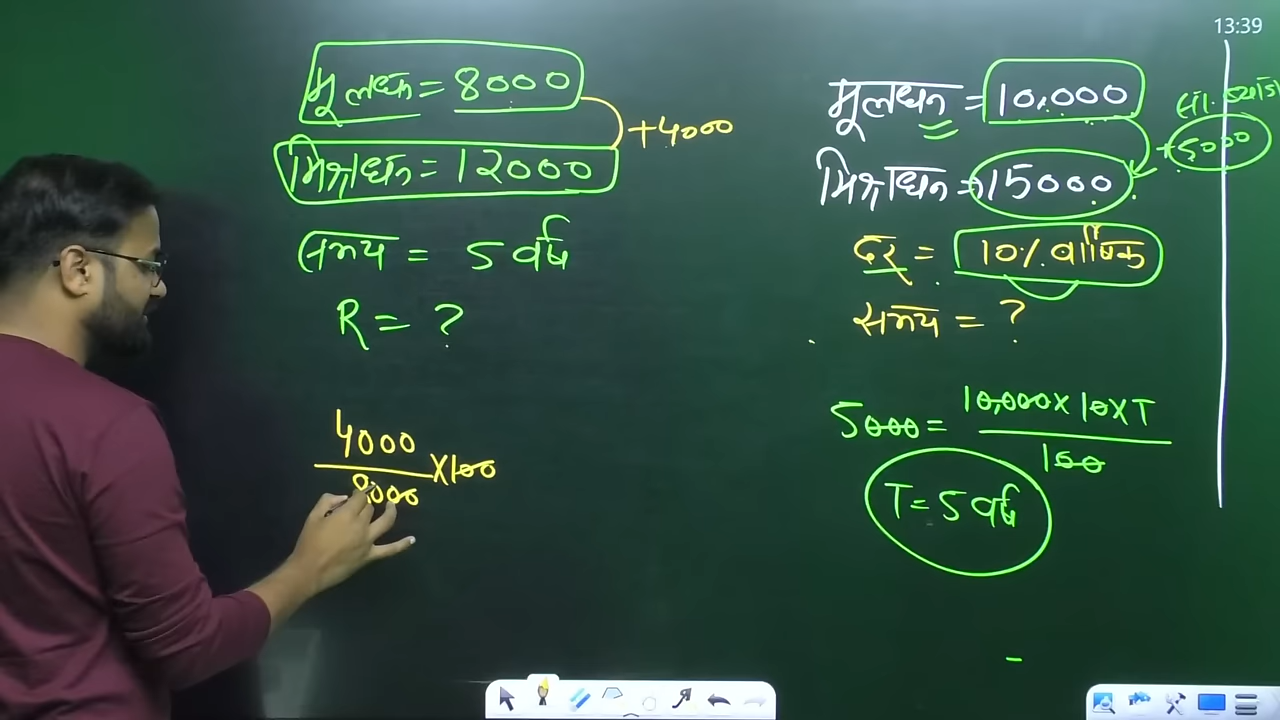 13:39
मूलधन = 8000
+4000
मिश्रधन = 12000
समय = 5 वर्ष
R = ?
4000
8000
×100
मूलधन = 10,000
सा. ब्याज
+5000
मिश्रधन = 15000
दर = 10% वार्षिक
समय = ?
5000 = 10,000 × 10 × T
100
T = 5 वर्ष